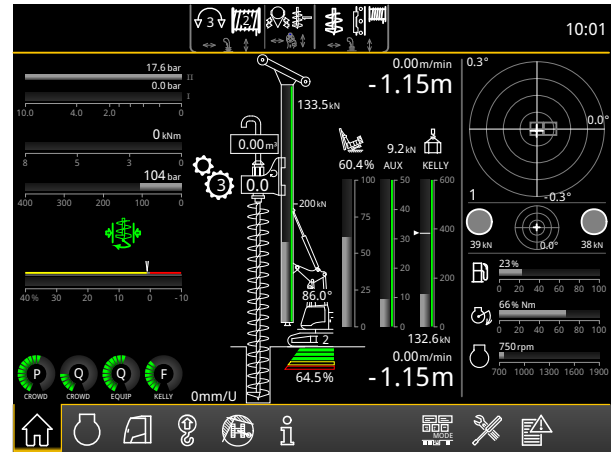 3 2 10:01
17.6 bar II
0.0 bar I
10.0 4.0 2.0 0
0 kNm
8 5 3 0
104 bar
400 300 200 100 0
40 % 30 20 10 0 -10
P Q Q F
CROWD CROWD EQUIP KELLY
0.00 m³
3 0.0
133.5 kN
200kN
86.0°
2
64.5%
0mm/U
0.00 m/min
-1.15m
60.4% 9.2 kN AUX KELLY
100 50 600
75 40
50 30 400
25 20 200
0 10
0 0
132.6 kN
0.00 m/min
-1.15m
0.3°
0.0°
1 -0.3°
39 kN 0.0° 38 kN
23 %
0 20 40 60 80 100
66 % Nm
0 20 40 60 80 100
750 rpm
700 1000 1300 1600 1900
MODE